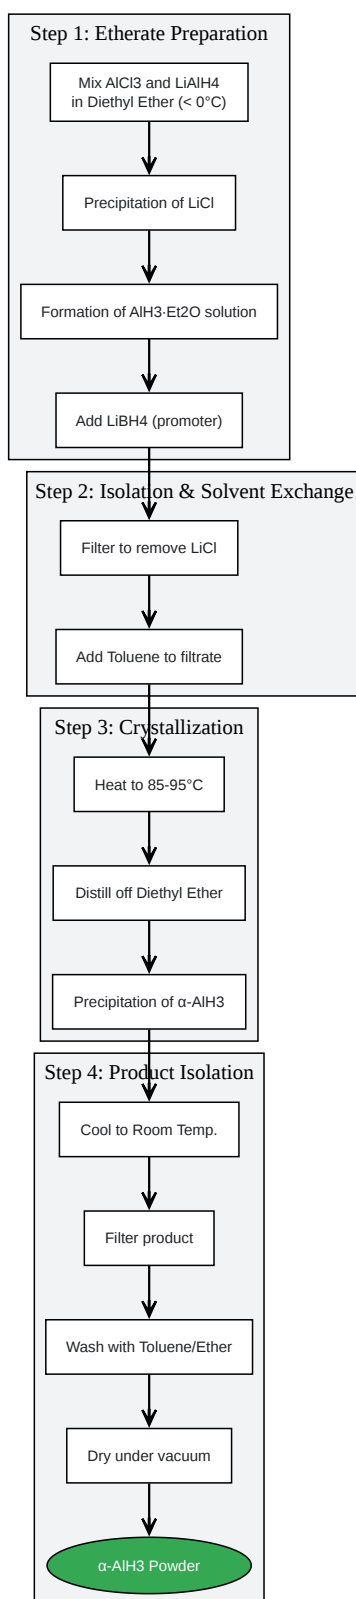 Step 1: Etherate Preparation
Mix AlCl3 and LiAlH4
in Diethyl Ether (< 0°C)
Precipitation of LiCl
Formation of AlH3·Et2O solution
Add LiBH4 (promoter)
Step 2: Isolation & Solvent Exchange
Filter to remove LiCl
Add Toluene to filtrate
Step 3: Crystallization
Heat to 85-95°C
Distill off Diethyl Ether
Precipitation of α-AlH3
Step 4: Product Isolation
Cool to Room Temp.
Filter product
Wash with Toluene/Ether
Dry under vacuum
α-AlH3 Powder